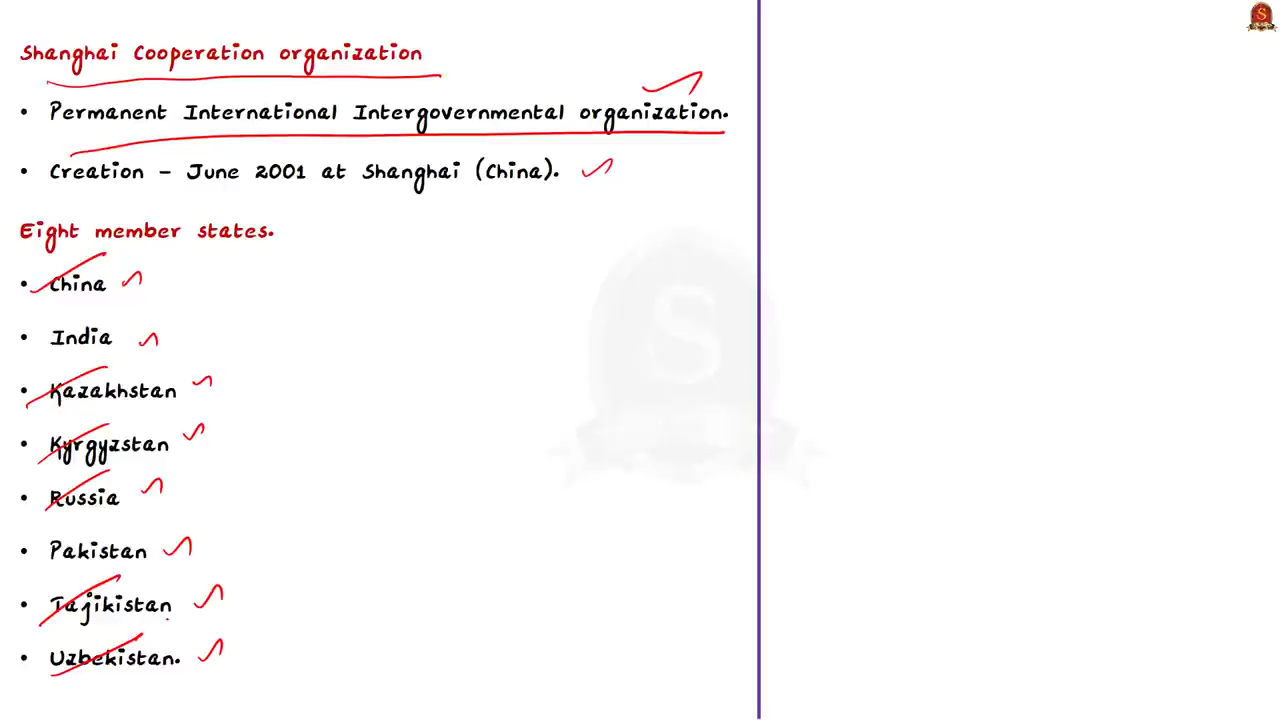 Shanghai Cooperation organization
• Permanent International Intergovernmental organization.
• Creation - June 2001 at Shanghai (China).
Eight member states.
• China
• India
• Kazakhstan
• Kyrgyzstan
• Russia
• Pakistan
• Tajikistan
• Uzbekistan.
S
S